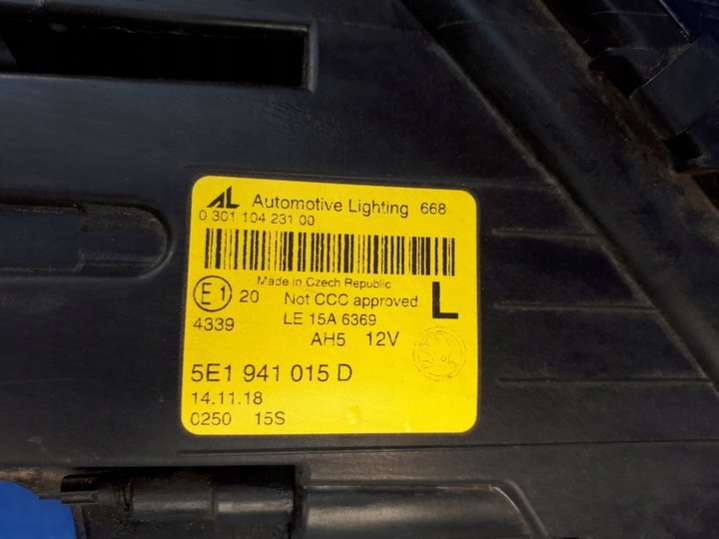 AL Automotive Lighting 668
0 301 104 231 00
Made in Czech Republic
E1 20 Not CCC approved L
4339 LE 15A 6369
AH5 12V
5E1 941 015 D
14.11.18
0250 15S